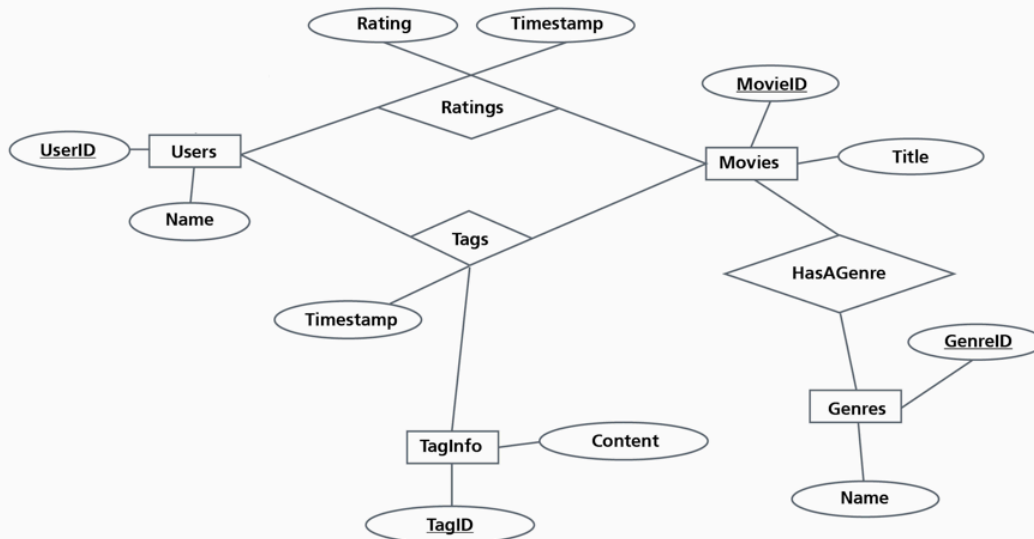 Rating
Timestamp
Ratings
MovieID
UserID
Users
Movies
Title
Name
Tags
HasAGenre
Timestamp
GenreID
Genres
TagInfo
Content
Name
TagID